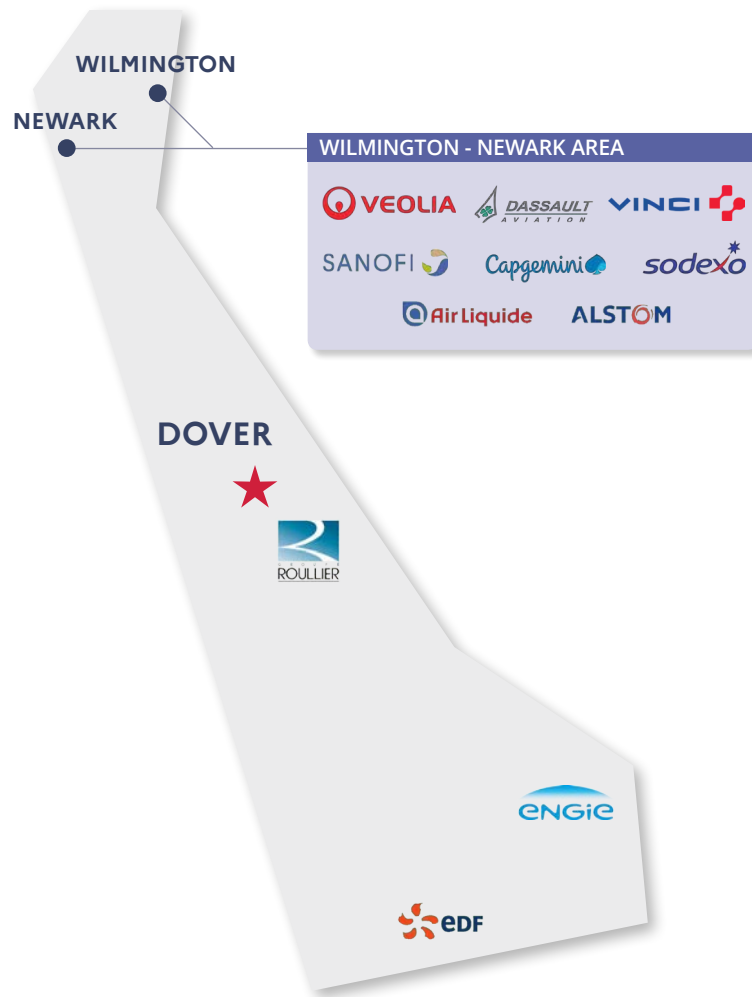 WILMINGTON
NEWARK
WILMINGTON - NEWARK AREA
VEOLIA DASSAULT AVIATION VINCI
SANOFI Capgemini sodexo
Air Liquide ALSTOM
DOVER
GROUPE
ROULLIER
ENGIE
eDF